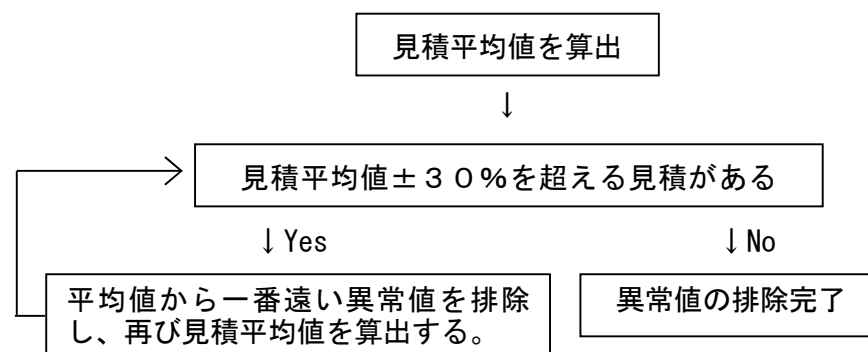 見積平均値を算出
↓
見積平均値±３０％を超える見積がある
↓Yes
↓No
平均値から一番遠い異常値を排除
し、再び見積平均値を算出する。
異常値の排除完了